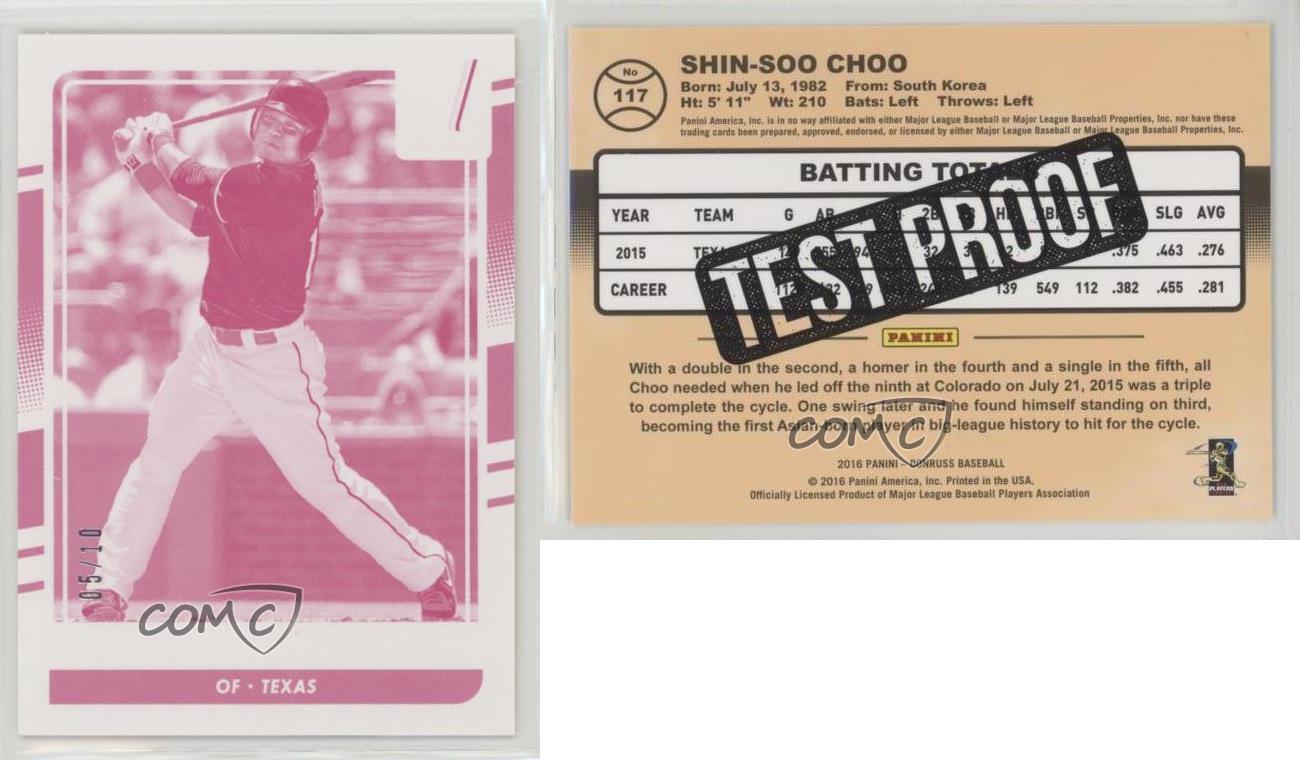 05/10
COMC
OF · TEXAS
No
117
SHIN-SOO CHOO
Born: July 13, 1982 From: South Korea
Ht: 5' 11" Wt: 210 Bats: Left Throws: Left
Panini America, Inc. is in no way affiliated with either Major League Baseball or Major League Baseball Properties, Inc. nor have these
trading cards been prepared, approved, endorsed, or licensed by either Major League Baseball or Major League Baseball Properties, Inc.
BATTING
YEAR TEAM G AB 2B SLG AVG
2015 .375 .463 .276
CAREER 139 549 112 .382 .455 .281
TEST PROOF
PANINI
With a double in the second, a homer in the fourth and a single in the fifth, all
Choo needed when he led off the ninth at Colorado on July 21, 2015 was a triple
to complete the cycle. One swing later and he found himself standing on third,
becoming the first Asian-born player in big-league history to hit for the cycle.
COMC
2016 PANINI - DONRUSS BASEBALL
© 2016 Panini America, Inc. Printed in the USA.
Officially Licensed Product of Major League Baseball Players Association
PLAYERS